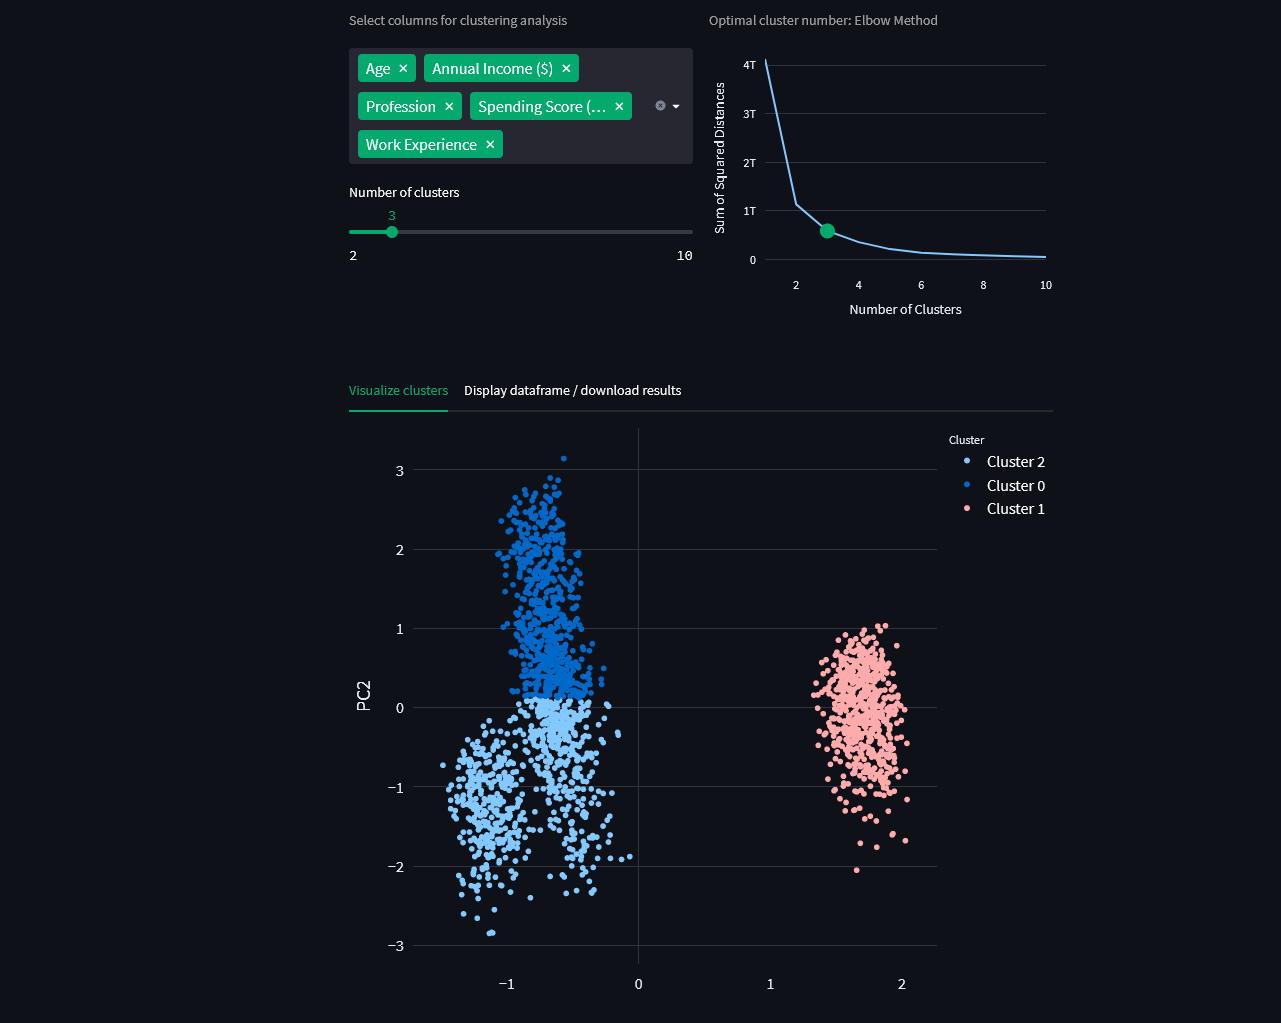 Select columns for clustering analysis
Age ×
Annual Income ($) ×
Profession ×
Spending Score (... ×
Work Experience ×
Number of clusters
3
2
10
Optimal cluster number: Elbow Method
Sum of Squared Distances
4T
3T
2T
1T
0
2
4
6
8
10
Number of Clusters
Visualize clusters
Display dataframe / download results
Cluster
Cluster 2
Cluster 0
Cluster 1
PC2
3
2
1
0
−1
−2
−3
−1
0
1
2